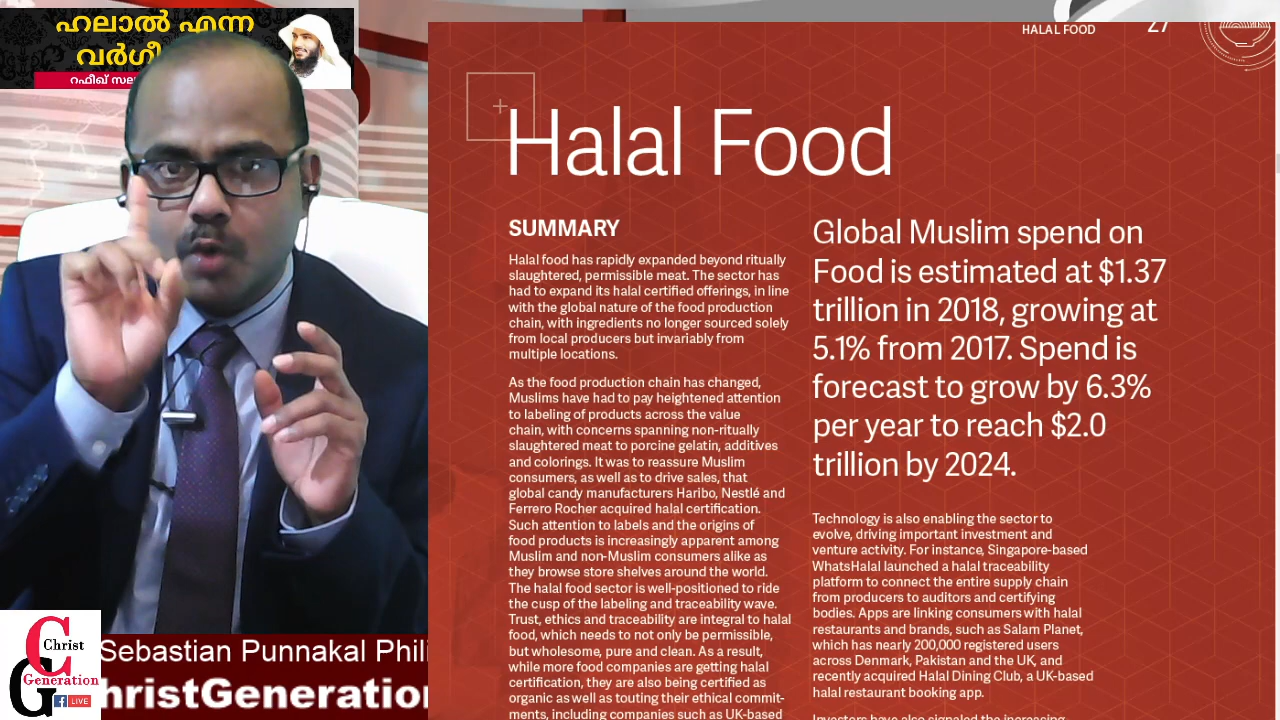 ഹലാൽ എന്ന
റഫീഖ് സല
Christ
Generation
LIVE
Sebastian Punnakal Phili
hristGeneration
HALAL FOOD 27
Halal Food
SUMMARY
Halal food has rapidly expanded beyond ritually
slaughtered, permissible meat. The sector has
had to expand its halal certified offerings, in line
with the global nature of the food production
chain, with ingredients no longer sourced solely
from local producers but invariably from
multiple locations.
As the food production chain has changed,
Muslims have had to pay heightened attention
to labeling of products across the value
chain, with concerns spanning non-ritually
slaughtered meat to porcine gelatin, additives
and colorings. It was to reassure Muslim
consumers, as well as to drive sales, that
global candy manufacturers Haribo, Nestlé and
Ferrero Rocher acquired halal certification.
Such attention to labels and the origins of
food products is increasingly apparent among
Muslim and non-Muslim consumers alike as
they browse store shelves around the world.
The halal food sector is well-positioned to ride
the cusp of the labeling and traceability wave.
Trust, ethics and traceability are integral to halal
food, which needs to not only be permissible,
but wholesome, pure and clean. As a result,
while more food companies are getting halal
certification, they are also being certified as
organic as well as touting their ethical commit-
ments, including companies such as UK-based
Global Muslim spend on
Food is estimated at $1.37
trillion in 2018, growing at
5.1% from 2017. Spend is
forecast to grow by 6.3%
per year to reach $2.0
trillion by 2024.
Technology is also enabling the sector to
evolve, driving important investment and
venture activity. For instance, Singapore-based
WhatsHalal launched a halal traceability
platform to connect the entire supply chain
from producers to auditors and certifying
bodies. Apps are linking consumers with halal
restaurants and brands, such as Salam Planet,
which has nearly 200,000 registered users
across Denmark, Pakistan and the UK, and
recently acquired Halal Dining Club, a UK-based
halal restaurant booking app.
Investors have also signaled the increasing